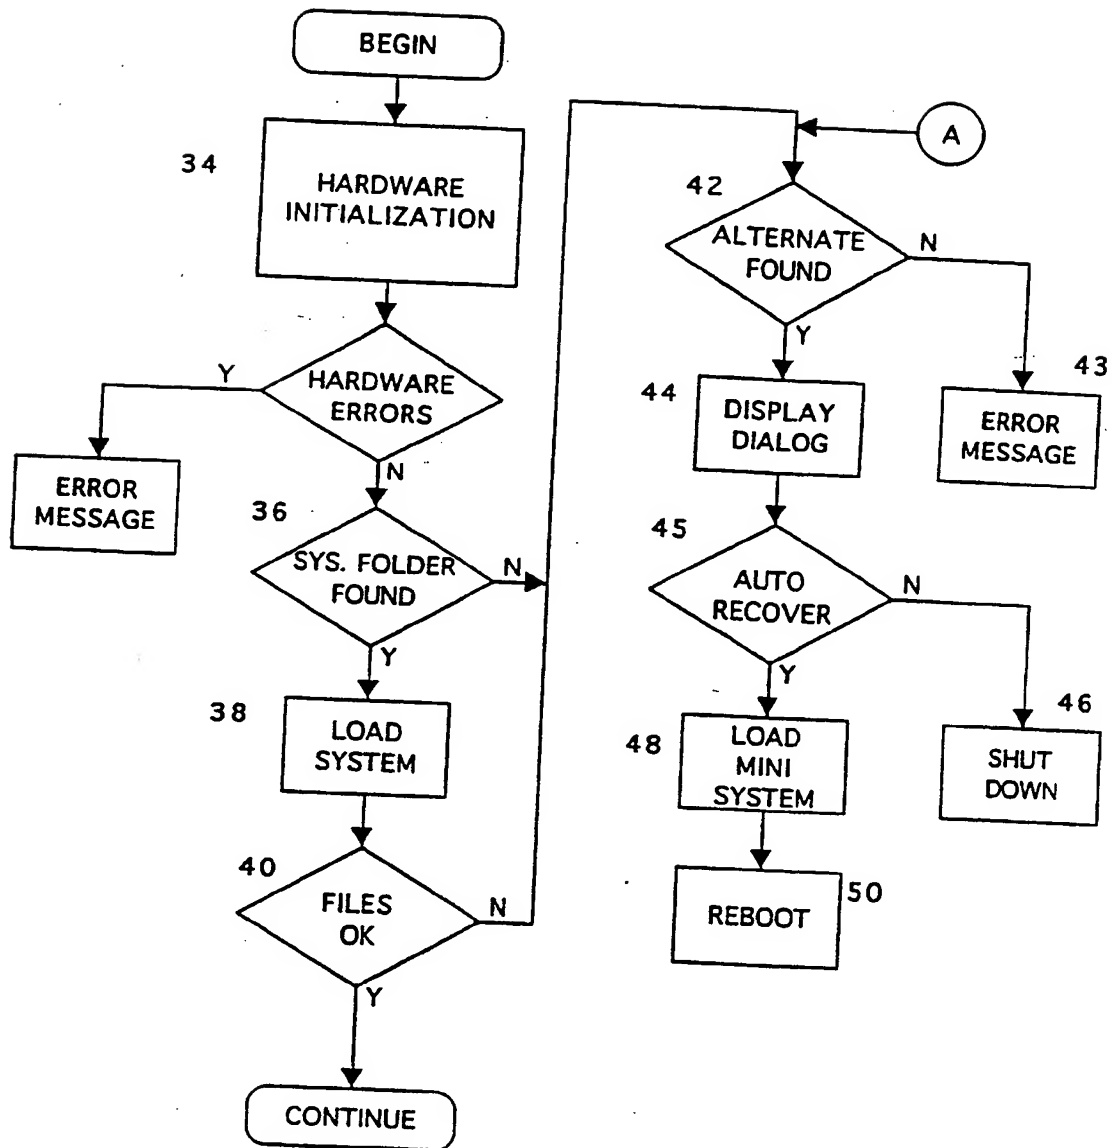 BEGIN
34
HARDWARE
INITIALIZATION
HARDWARE
ERRORS
Y
N
ERROR
MESSAGE
36
SYS. FOLDER
FOUND
N
Y
38
LOAD
SYSTEM
40
FILES
OK
N
Y
CONTINUE
A
42
ALTERNATE
FOUND
N
Y
43
ERROR
MESSAGE
44
DISPLAY
DIALOG
45
AUTO
RECOVER
N
Y
46
SHUT
DOWN
48
LOAD
MINI
SYSTEM
50
REBOOT